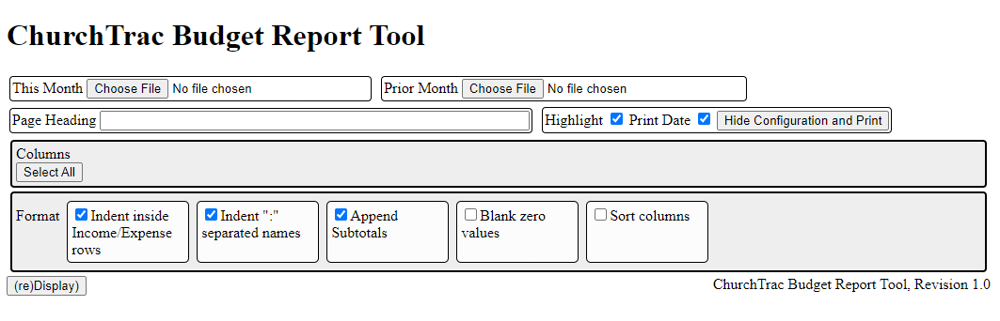 ChurchTrac Budget Report Tool
This Month Choose File No file chosen Prior Month Choose File No file chosen
Page Heading Highlight Print Date Hide Configuration and Print
Columns
Select All
Format Indent inside Income/Expense rows Indent ":" separated names Append Subtotals Blank zero values Sort columns
(re)Display) ChurchTrac Budget Report Tool, Revision 1.0